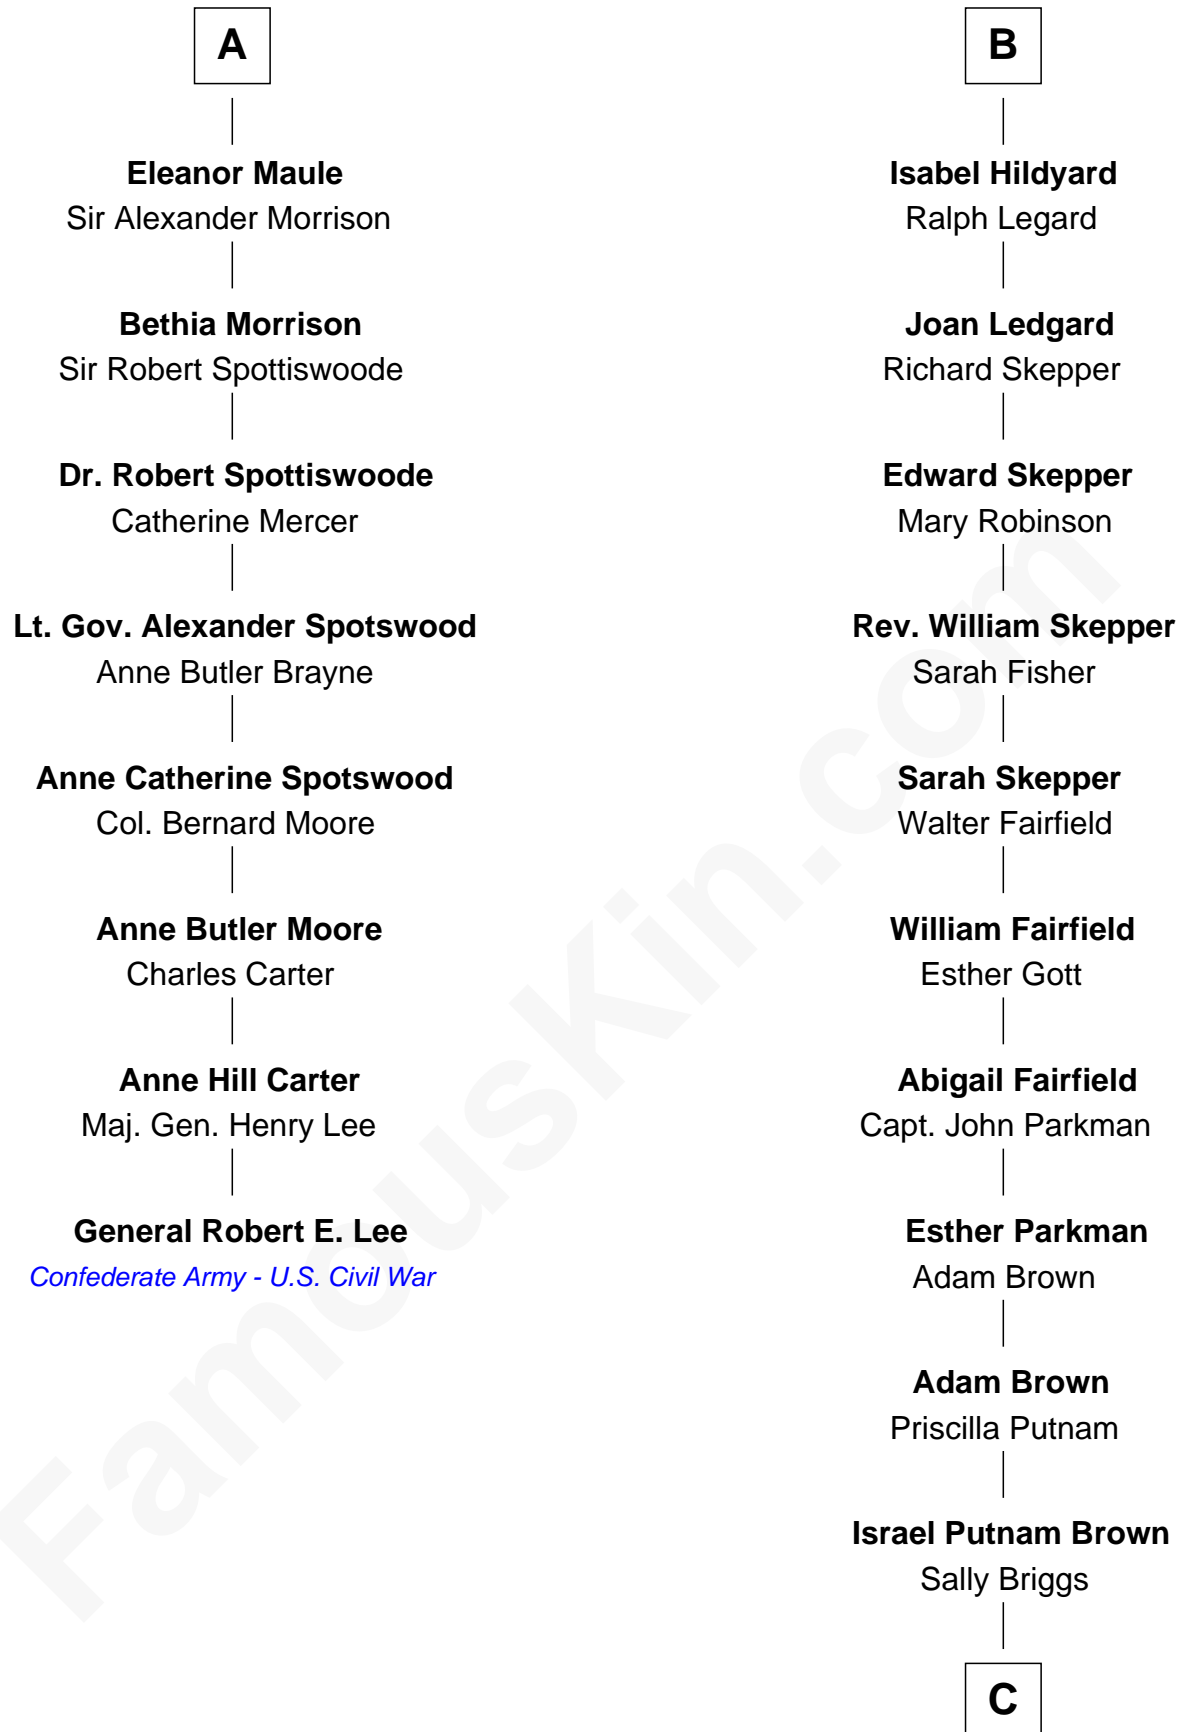 A
Eleanor Maule
Sir Alexander Morrison
Bethia Morrison
Sir Robert Spottiswoode
Dr. Robert Spottiswoode
Catherine Mercer
Lt. Gov. Alexander Spotswood
Anne Butler Brayne
Anne Catherine Spotswood
Col. Bernard Moore
Anne Butler Moore
Charles Carter
Anne Hill Carter
Maj. Gen. Henry Lee
General Robert E. Lee
Confederate Army - U.S. Civil War
B
Isabel Hildyard
Ralph Legard
Joan Ledgard
Richard Skepper
Edward Skepper
Mary Robinson
Rev. William Skepper
Sarah Fisher
Sarah Skepper
Walter Fairfield
William Fairfield
Esther Gott
Abigail Fairfield
Capt. John Parkman
Esther Parkman
Adam Brown
Adam Brown
Priscilla Putnam
Israel Putnam Brown
Sally Briggs
C
FamousKin.com